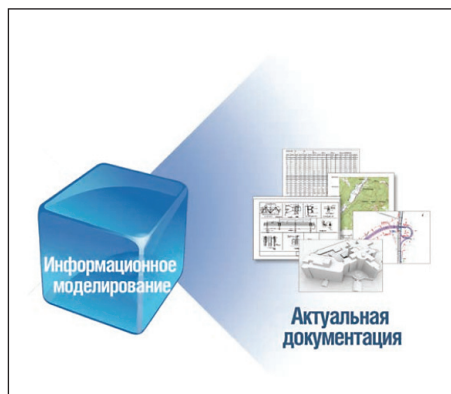 Информационное
моделирование
Актуальная
документация